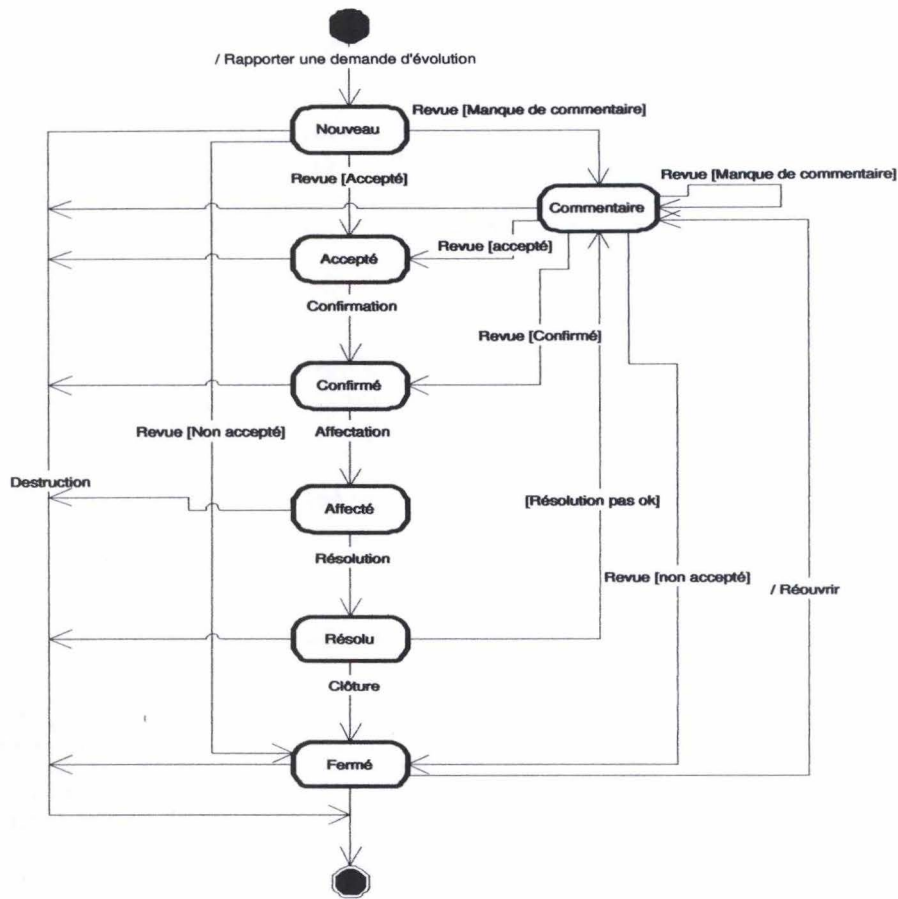 / Rapporter une demande d'évolution
Revue [Manque de commentaire]
Nouveau
Revue [Manque de commentaire]
Revue [Accepté]
Commentaire
Revue [accepté]
Accepté
Confirmation
Revue [Confirmé]
Confirmé
Revue [Non accepté]
Affectation
Destruction
Affecté
[Résolution pas ok]
Résolution
Revue [non accepté]
/ Réouvrir
Résolu
Clôture
Fermé